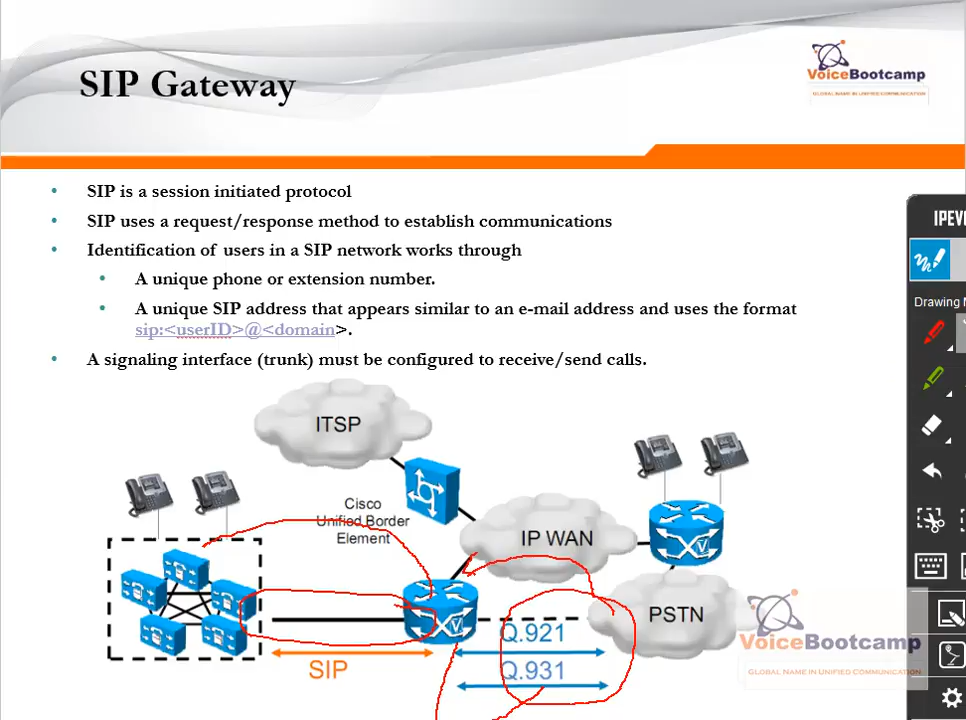 SIP Gateway
VoiceBootcamp
GLOBAL NAME IN UNIFIED COMMUNICATION
• SIP is a session initiated protocol
• SIP uses a request/response method to establish communications
• Identification of users in a SIP network works through
• A unique phone or extension number.
• A unique SIP address that appears similar to an e-mail address and uses the format
sip:<userID>@<domain>.
• A signaling interface (trunk) must be configured to receive/send calls.
IPEV
Drawing M
ITSP
Cisco
Unified Border
Element
IP WAN
V
PSTN
V
SIP
Q.921
Q.931
VoiceBootcamp
Global Name in Unified Communication